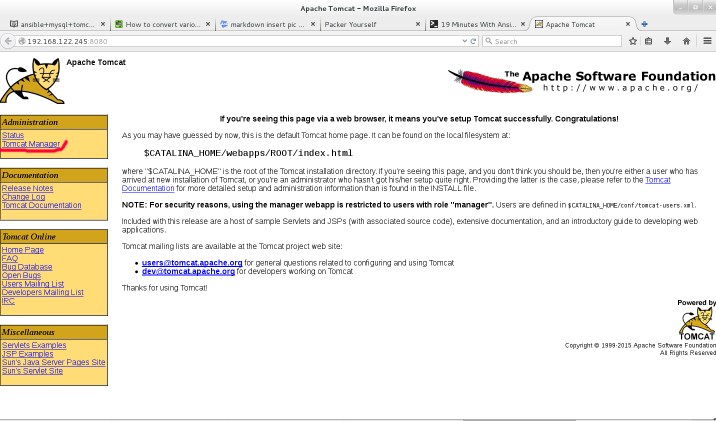 Apache Tomcat - Mozilla Firefox
ansible+mysql+tomc...
How to convert vario...
markdown insert pic ...
Packer Yourself
19 Minutes With Ansi...
Apache Tomcat
192.168.122.245:8080
Search
Apache Tomcat
The Apache Software Foundation
http://www.apache.org/
Administration
Status
Tomcat Manager
Documentation
Release Notes
Change Log
Tomcat Documentation
Tomcat Online
Home Page
FAQ
Bug Database
Open Bugs
Users Mailing List
Developers Mailing List
IRC
Miscellaneous
Servlets Examples
JSP Examples
Sun's Java Server Pages Site
Sun's Servlet Site
If you're seeing this page via a web browser, it means you've setup Tomcat successfully. Congratulations!
As you may have guessed by now, this is the default Tomcat home page. It can be found on the local filesystem at:
$CATALINA_HOME/webapps/ROOT/index.html
where "$CATALINA_HOME" is the root of the Tomcat installation directory. If you're seeing this page, and you don't think you should be, then you're either a user who has
arrived at new installation of Tomcat, or you're an administrator who hasn't got his/her setup quite right. Providing the latter is the case, please refer to the Tomcat
Documentation for more detailed setup and administration information than is found in the INSTALL file.
NOTE: For security reasons, using the manager webapp is restricted to users with role "manager". Users are defined in $CATALINA_HOME/conf/tomcat-users.xml.
Included with this release are a host of sample Servlets and JSPs (with associated source code), extensive documentation, and an introductory guide to developing web
applications.
Tomcat mailing lists are available at the Tomcat project web site:
users@tomcat.apache.org for general questions related to configuring and using Tomcat
dev@tomcat.apache.org for developers working on Tomcat
Thanks for using Tomcat!
Powered by
TOMCAT
Copyright © 1999-2015 Apache Software Foundation
All Rights Reserved